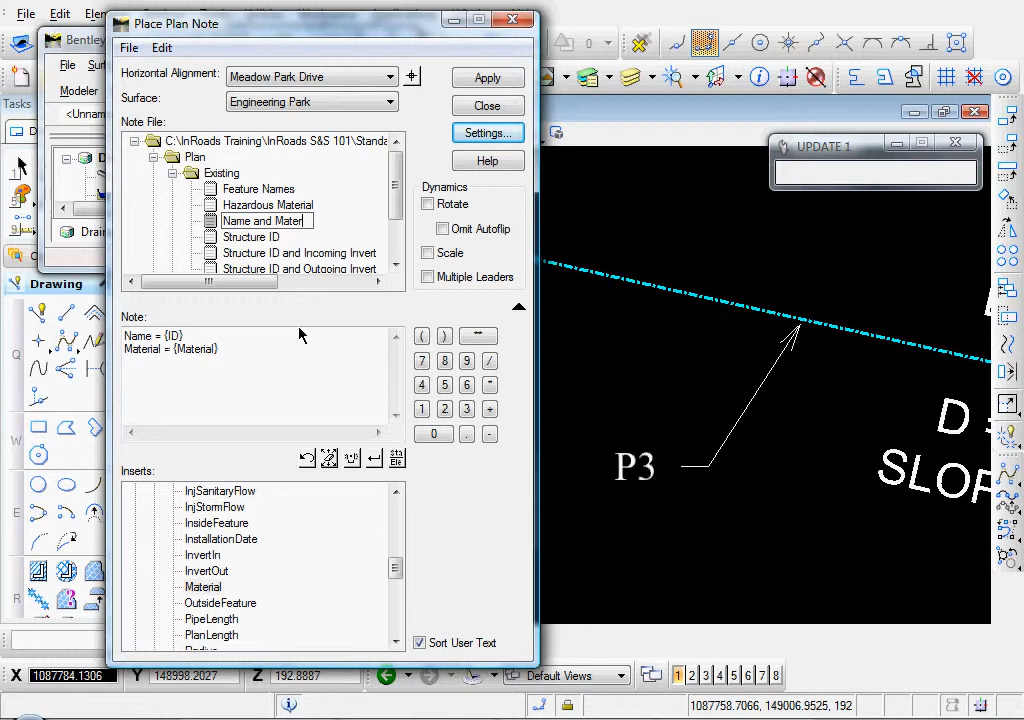 File Edit Elem
Place Plan Note
File Edit
Horizontal Alignment: Meadow Park Drive
Surface: Engineering Park
Note File:
C:\InRoads Training\InRoads S&S 101\Standa
Plan
Existing
Feature Names
Hazardous Material
Name and Mater
Structure ID
Structure ID and Incoming Invert
Structure ID and Outgoing Invert
Apply
Close
Settings...
Help
Dynamics
Rotate
Omit Autoflip
Scale
Multiple Leaders
Note:
Name = {ID}
Material = {Material}
( ) **
7 8 9 /
4 5 6 *
1 2 3 +
0 . -
Inserts:
InjSanitaryFlow
InjStormFlow
InsideFeature
InstallationDate
InvertIn
InvertOut
Material
OutsideFeature
PipeLength
PlanLength
Sort User Text
Bentley
File Surf
Modeler
<Unnam
D
Drain
Tasks
Drawing
Q
W
E
R
0
UPDATE 1
P3
D =
SLOP
X 1087784.1306 Y 148998.2027 Z 192.8887
Default Views
1 2 3 4 5 6 7 8
1087758.7066, 149006.9525, 192